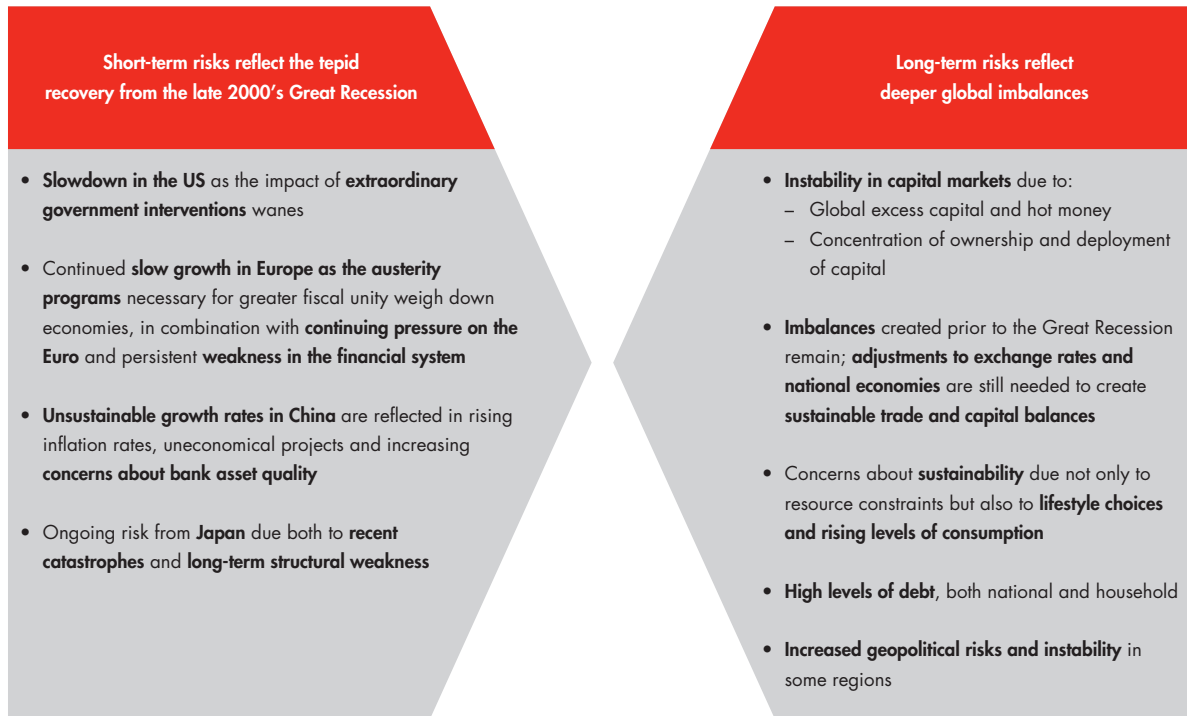 Short-term risks reflect the tepid
recovery from the late 2000's Great Recession
• Slowdown in the US as the impact of extraordinary
government interventions wanes
• Continued slow growth in Europe as the austerity
programs necessary for greater fiscal unity weigh down
economies, in combination with continuing pressure on the
Euro and persistent weakness in the financial system
• Unsustainable growth rates in China are reflected in rising
inflation rates, uneconomical projects and increasing
concerns about bank asset quality
• Ongoing risk from Japan due both to recent
catastrophes and long-term structural weakness
Long-term risks reflect
deeper global imbalances
• Instability in capital markets due to:
– Global excess capital and hot money
– Concentration of ownership and deployment
of capital
• Imbalances created prior to the Great Recession
remain; adjustments to exchange rates and
national economies are still needed to create
sustainable trade and capital balances
• Concerns about sustainability due not only to
resource constraints but also to lifestyle choices
and rising levels of consumption
• High levels of debt, both national and household
• Increased geopolitical risks and instability in
some regions